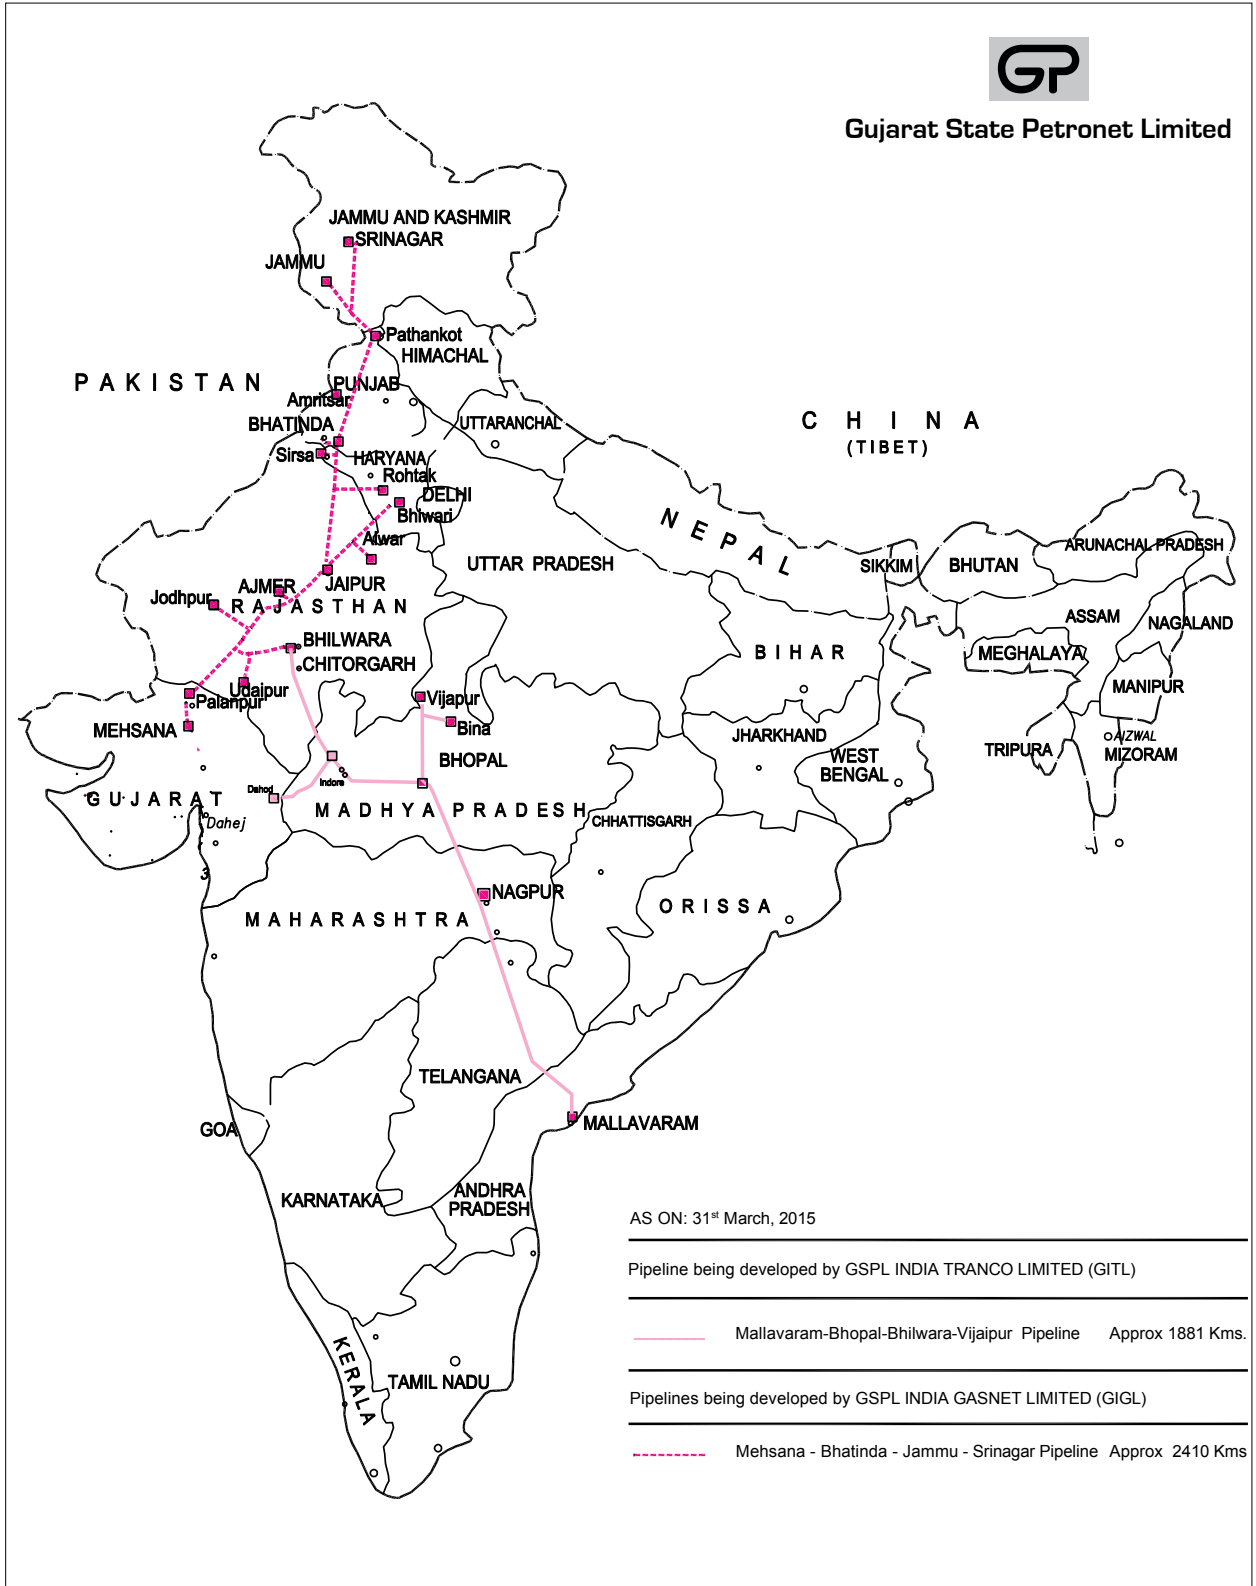 GP
Gujarat State Petronet Limited
JAMMU AND KASHMIR
SRINAGAR
JAMMU
Pathankot
HIMACHAL
PAKISTAN
PUNJAB
Amritsar
CHINA
(TIBET)
BHATINDA
UTTARANCHAL
Sirsa
HARYANA
Rohtak
DELHI
Bhiwari
NEPAL
Alwar
ARUNACHAL PRADESH
UTTAR PRADESH
SIKKIM
BHUTAN
AJMER
JAIPUR
Jodhpur
RAJASTHAN
ASSAM
NAGALAND
BHILWARA
CHITORGARH
BIHAR
MEGHALAYA
MANIPUR
Udaipur
Palanpur
Vijapur
MEHSANA
Bina
JHARKHAND
AIZWAL
TRIPURA
MIZORAM
BHOPAL
WEST
BENGAL
Dahod
Indore
GUJARAT
MADHYA PRADESH
Dahej
CHHATTISGARH
3
NAGPUR
MAHARASHTRA
ORISSA
TELANGANA
MALLAVARAM
GOA
KARNATAKA
ANDHRA
PRADESH
KERALA
TAMIL NADU
AS ON: 31st March, 2015
Pipeline being developed by GSPL INDIA TRANCO LIMITED (GITL)
Mallavaram-Bhopal-Bhilwara-Vijaipur Pipeline Approx 1881 Kms.
Pipelines being developed by GSPL INDIA GASNET LIMITED (GIGL)
Mehsana - Bhatinda - Jammu - Srinagar Pipeline Approx 2410 Kms